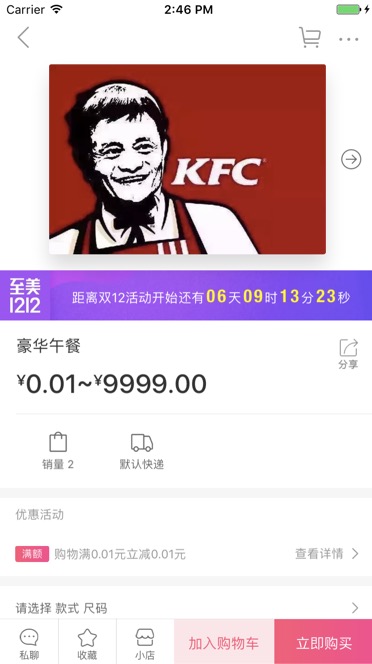 Carrier 2:46 PM
KFC
至美
1212
距离双12活动开始还有06天09时13分23秒
豪华午餐
¥0.01~¥9999.00
分享
销量 2
默认快递
优惠活动
满额 购物满0.01元立减0.01元 查看详情
请选择 款式 尺码
私聊
收藏
小店
加入购物车
立即购买